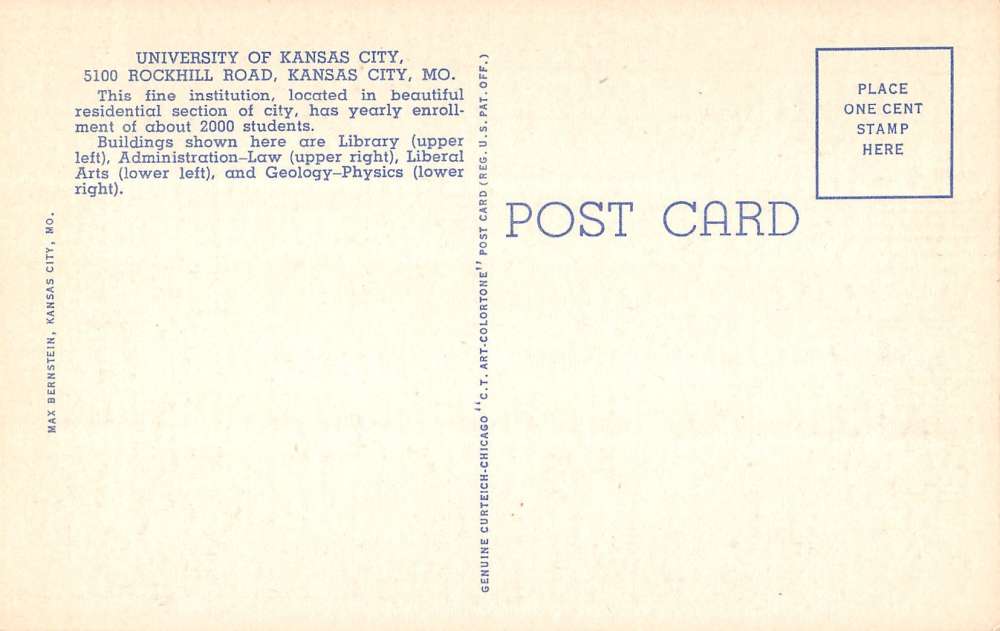 UNIVERSITY OF KANSAS CITY,
5100 ROCKHILL ROAD, KANSAS CITY, MO.
This fine institution, located in beautiful
residential section of city, has yearly enroll-
ment of about 2000 students.
Buildings shown here are Library (upper
left), Administration–Law (upper right), Liberal
Arts (lower left), and Geology–Physics (lower
right).
MAX BERNSTEIN, KANSAS CITY, MO.
GENUINE CURTEICH-CHICAGO "C.T. ART-COLORTONE" POST CARD (REG. U.S. PAT. OFF.)
POST CARD
PLACE
ONE CENT
STAMP
HERE